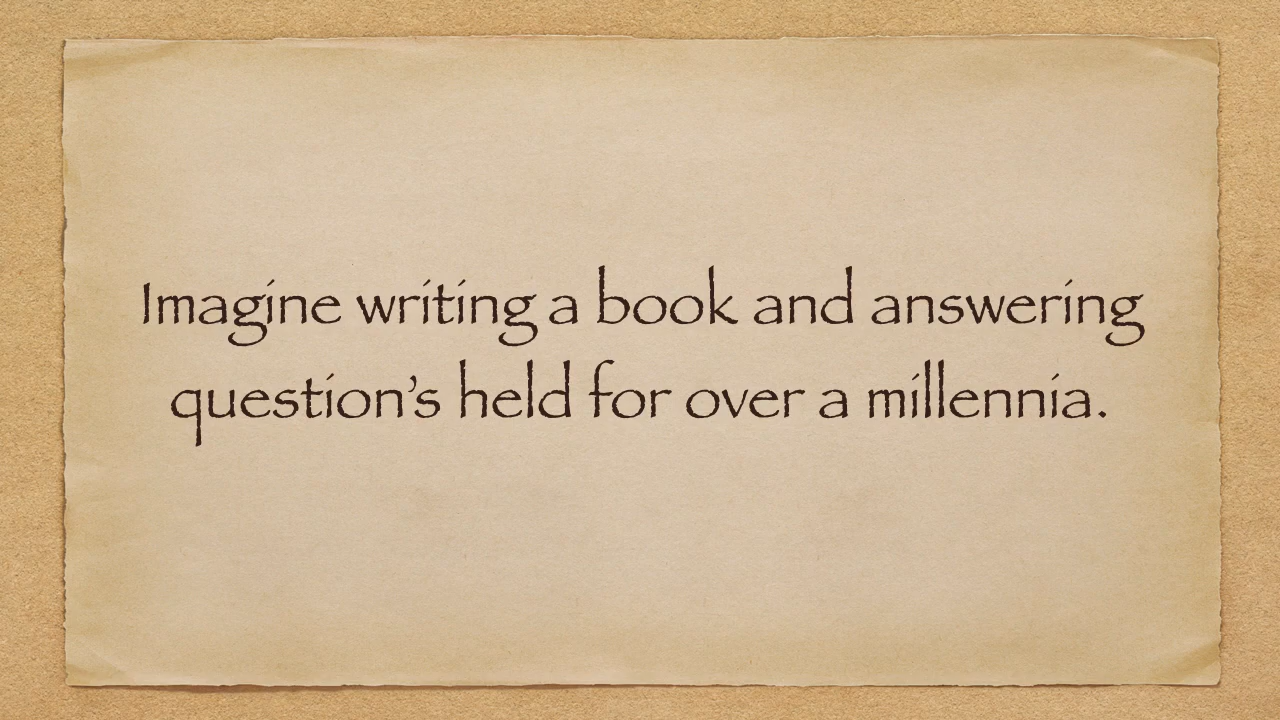 Imagine writing a book and answering
question’s held for over a millennia.